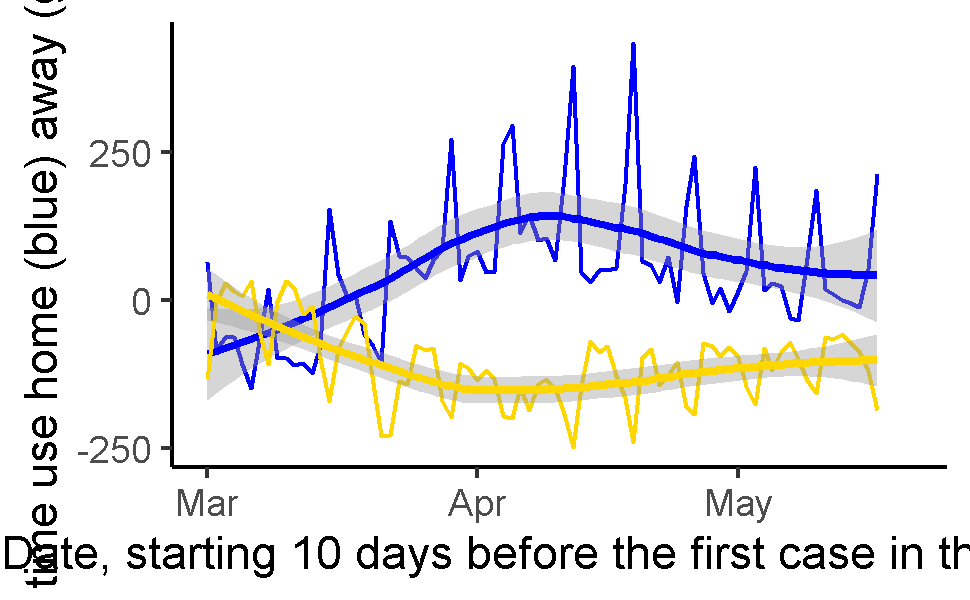 time use home (blue) away (
250
0
-250
Mar Apr May
Date, starting 10 days before the first case in th